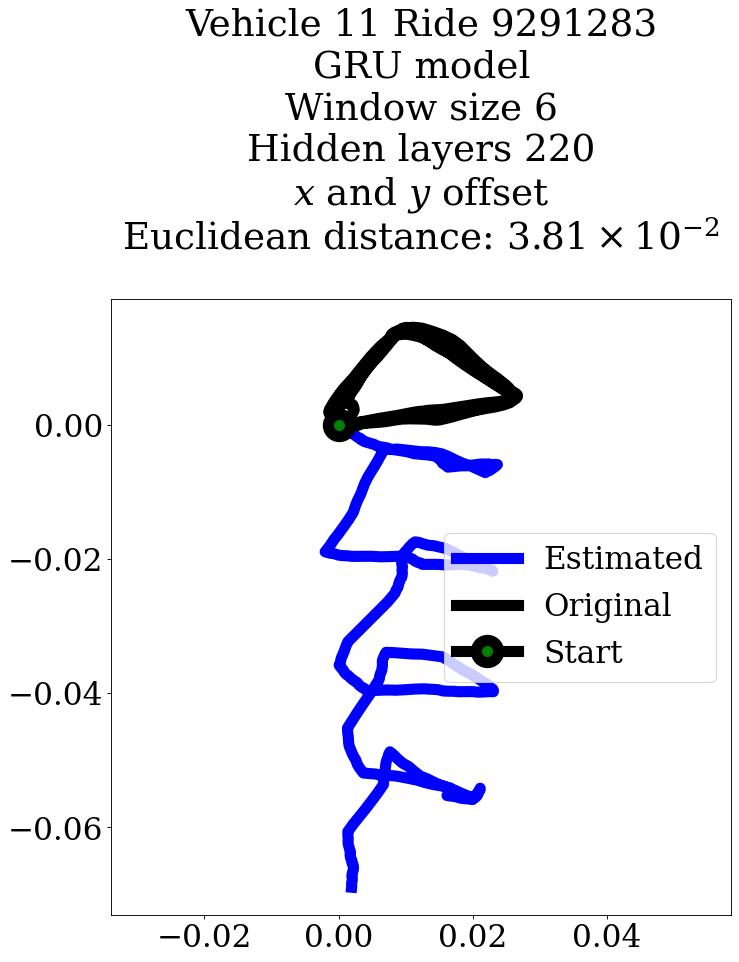 Vehicle 11 Ride 9291283
GRU model
Window size 6
Hidden layers 220
x and y offset
Euclidean distance: 3.81 × 10⁻²
0.00
−0.02
−0.04
−0.06
Estimated
Original
Start
−0.02 0.00 0.02 0.04